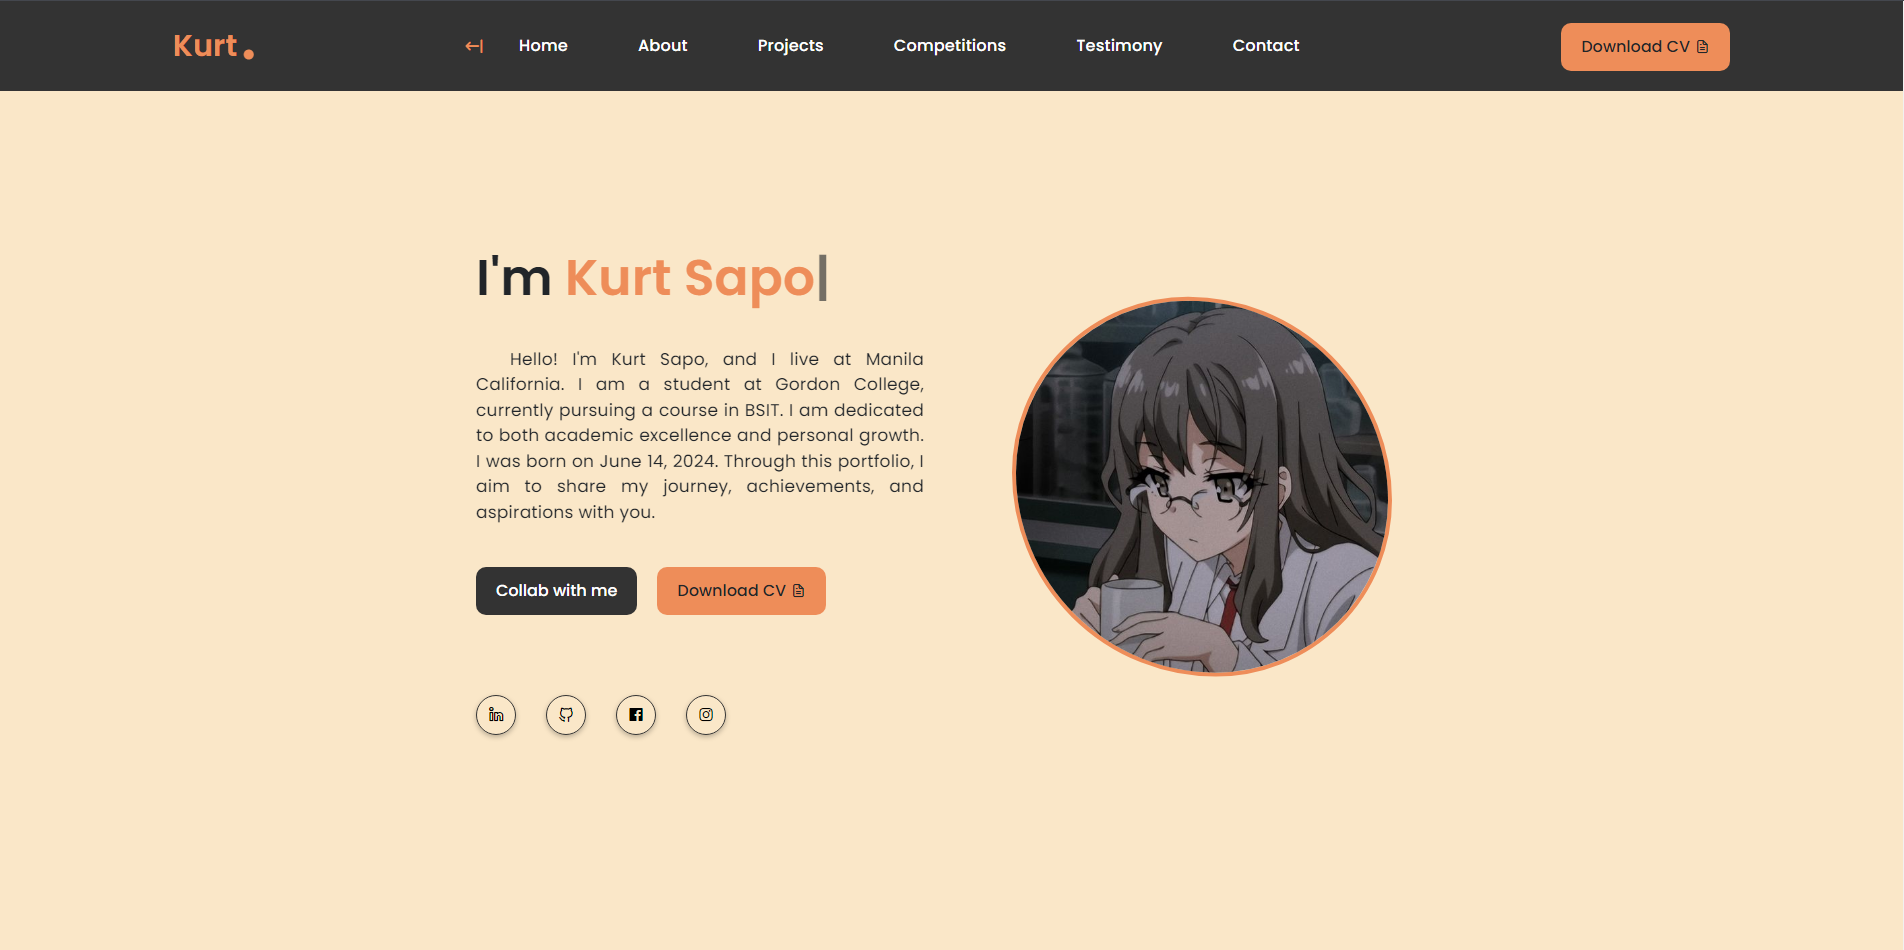 Kurt.
Home About Projects Competitions Testimony Contact
Download CV
I'm Kurt Sapo|
Hello! I'm Kurt Sapo, and I live at Manila
California. I am a student at Gordon College,
currently pursuing a course in BSIT. I am dedicated
to both academic excellence and personal growth.
I was born on June 14, 2024. Through this portfolio, I
aim to share my journey, achievements, and
aspirations with you.
Collab with me
Download CV